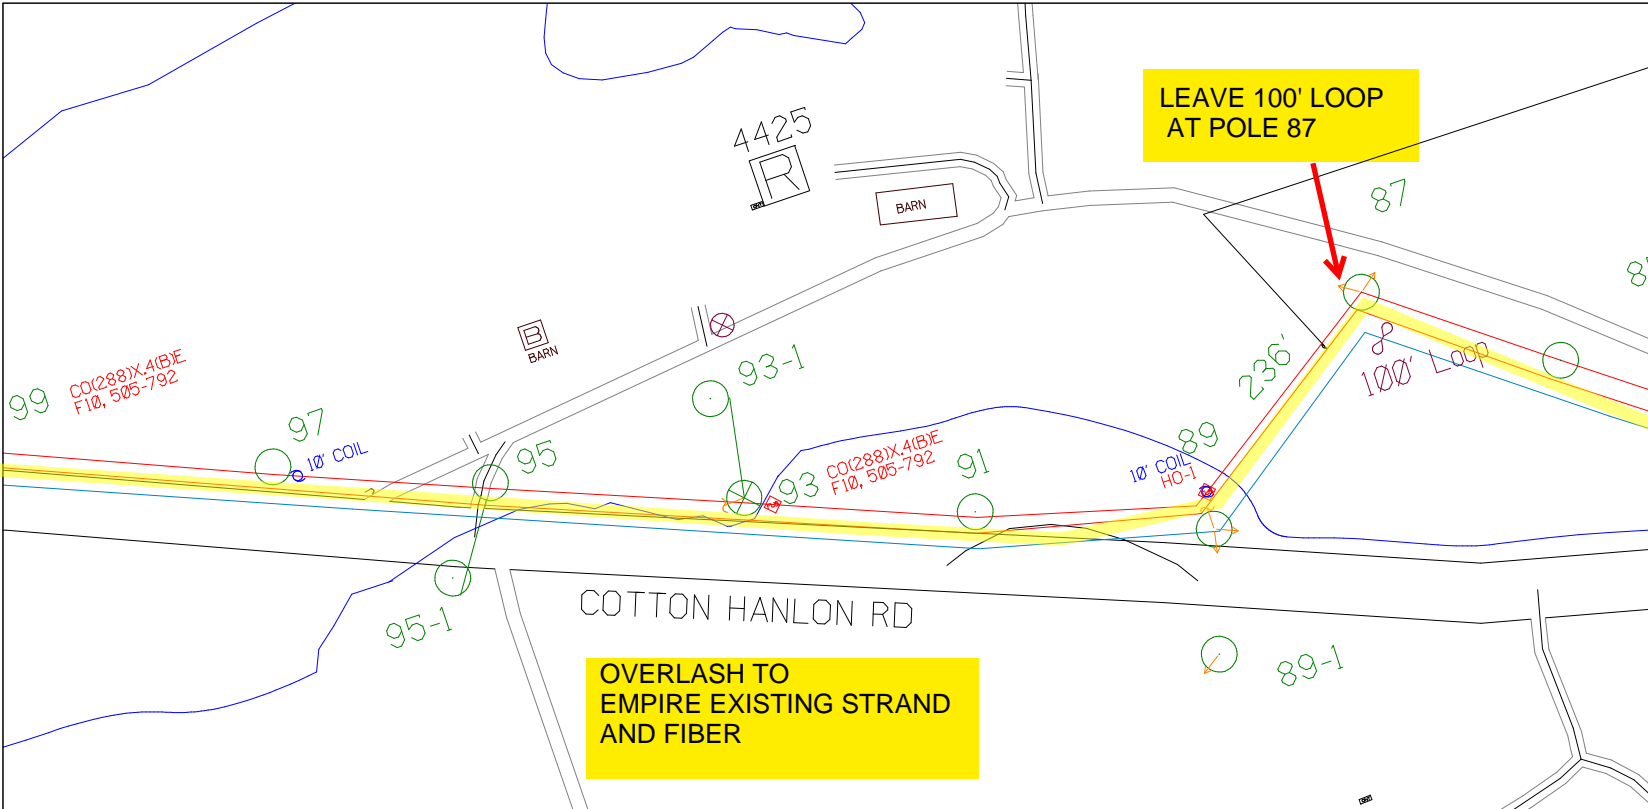 LEAVE 100' LOOP
AT POLE 87
4425
R
BARN
87
B
BARN
99
CO(288)X.4(B)E
F10, 505-792
97
10' COIL
95
93-1
93
CO(288)X.4(B)E
F10, 505-792
91
10' COIL
HO-1
89
236'
100' Loop
95-1
COTTON HANLON RD
89-1
OVERLASH TO
EMPIRE EXISTING STRAND
AND FIBER